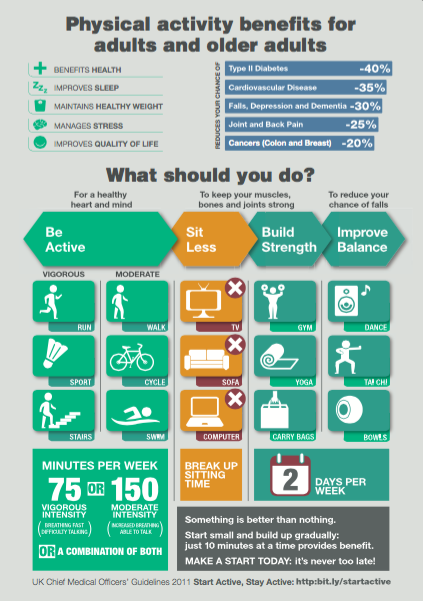 Physical activity benefits for
adults and older adults
BENEFITS HEALTH
IMPROVES SLEEP
MAINTAINS HEALTHY WEIGHT
MANAGES STRESS
IMPROVES QUALITY OF LIFE
REDUCES YOUR CHANCE OF
Type II Diabetes -40%
Cardiovascular Disease -35%
Falls, Depression and Dementia -30%
Joint and Back Pain -25%
Cancers (Colon and Breast) -20%
What should you do?
For a healthy
heart and mind
To keep your muscles,
bones and joints strong
To reduce your
chance of falls
Be
Active
Sit
Less
Build
Strength
Improve
Balance
VIGOROUS
MODERATE
RUN
WALK
TV
GYM
DANCE
SPORT
CYCLE
SOFA
YOGA
TAI CHI
STAIRS
SWIM
COMPUTER
CARRY BAGS
BOWLS
MINUTES PER WEEK
75 OR 150
VIGOROUS
INTENSITY
MODERATE
INTENSITY
(BREATHING FAST
DIFFICULTY TALKING)
(INCREASED BREATHING
ABLE TO TALK)
OR A COMBINATION OF BOTH
BREAK UP
SITTING
TIME
2 DAYS PER
WEEK
Something is better than nothing.
Start small and build up gradually:
just 10 minutes at a time provides benefit.
MAKE A START TODAY: it's never too late!
UK Chief Medical Officers' Guidelines 2011 Start Active, Stay Active: http:bit.ly/startactive